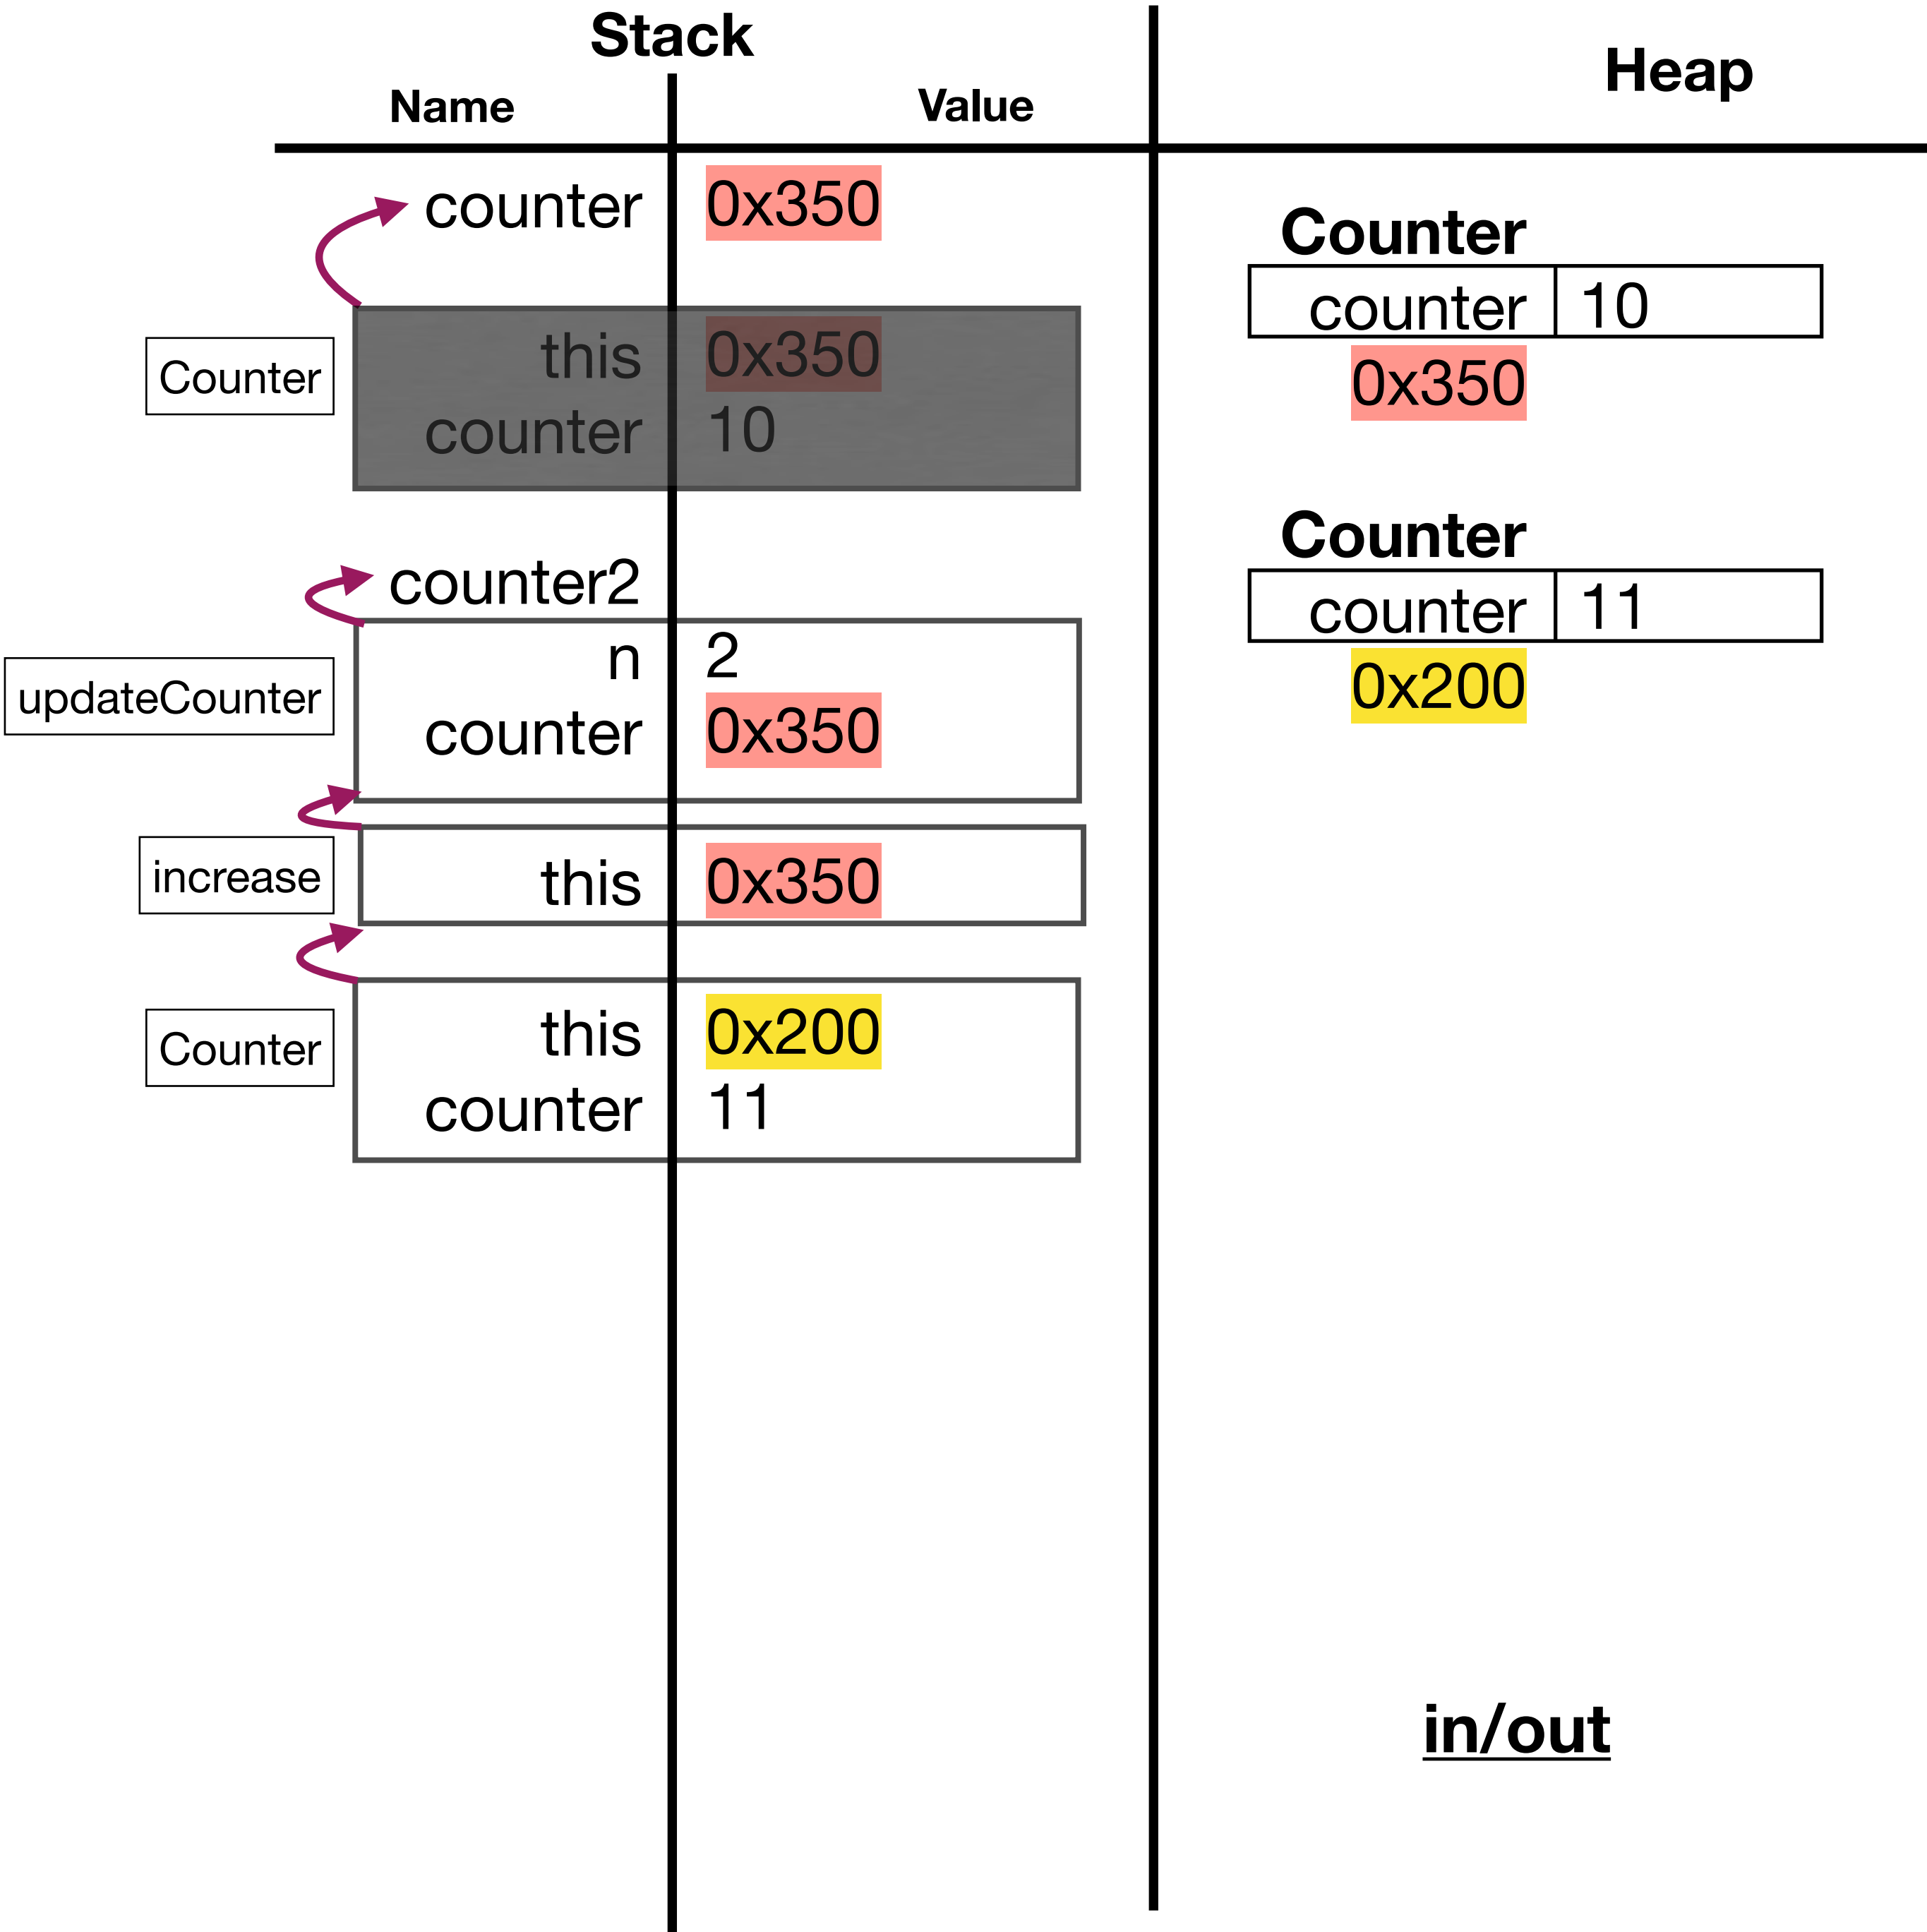 Stack
Heap
Name Value
counter 0x350
Counter
counter 10
0x350
Counter
this 0x350
counter 10
Counter
counter 11
0x200
counter2
updateCounter
n 2
counter 0x350
increase
this 0x350
Counter
this 0x200
counter 11
in/out